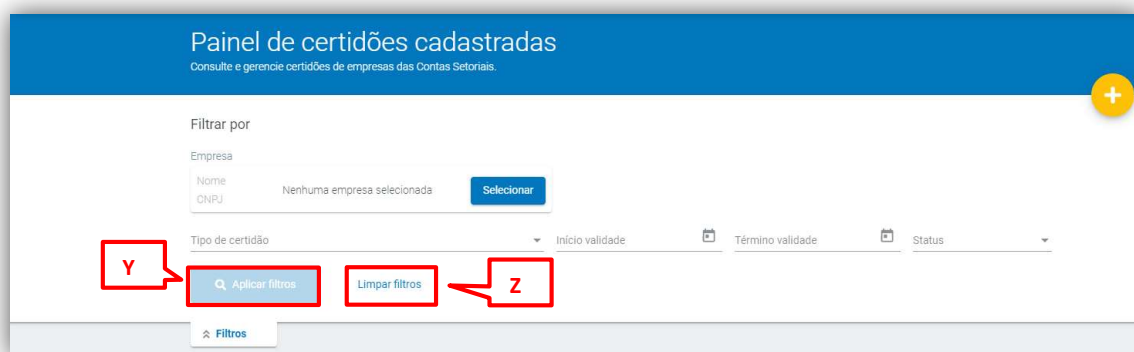 Painel de certidões cadastradas
Consulte e gerencie certidões de empresas das Contas Setoriais.
+
Filtrar por
Empresa
Nome
CNPJ
Nenhuma empresa selecionada
Selecionar
Tipo de certidão
Início validade
Término validade
Status
Y
Aplicar filtros
Limpar filtros
Z
Filtros